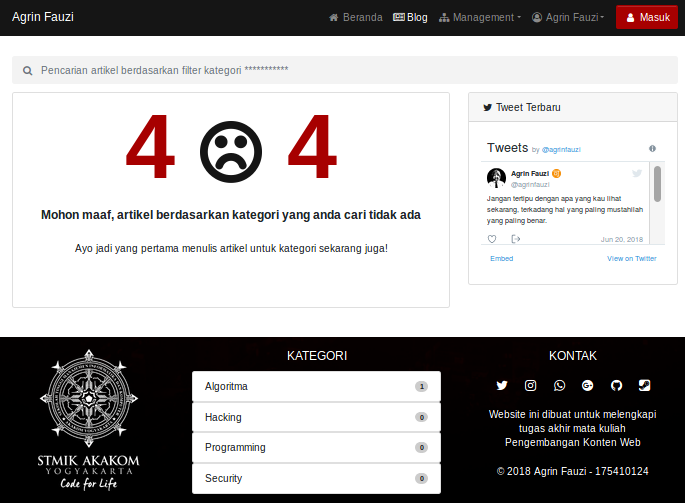 Agrin Fauzi
Beranda
Blog
Management
Agrin Fauzi
Masuk
Pencarian artikel berdasarkan filter kategori ***********
4 4
Mohon maaf, artikel berdasarkan kategori yang anda cari tidak ada
Ayo jadi yang pertama menulis artikel untuk kategori sekarang juga!
Tweet Terbaru
Tweets by @agrinfauzi
Agrin Fauzi
@agrinfauzi
Jangan tertipu dengan apa yang kau lihat
sekarang, terkadang hal yang paling mustahilah
yang paling benar.
Jun 20, 2018
Embed
View on Twitter
STMIK AKAKOM
YOGYAKARTA
Code for Life
KATEGORI
Algoritma 1
Hacking 0
Programming 0
Security 0
KONTAK
Website ini dibuat untuk melengkapi
tugas akhir mata kuliah
Pengembangan Konten Web
© 2018 Agrin Fauzi - 175410124